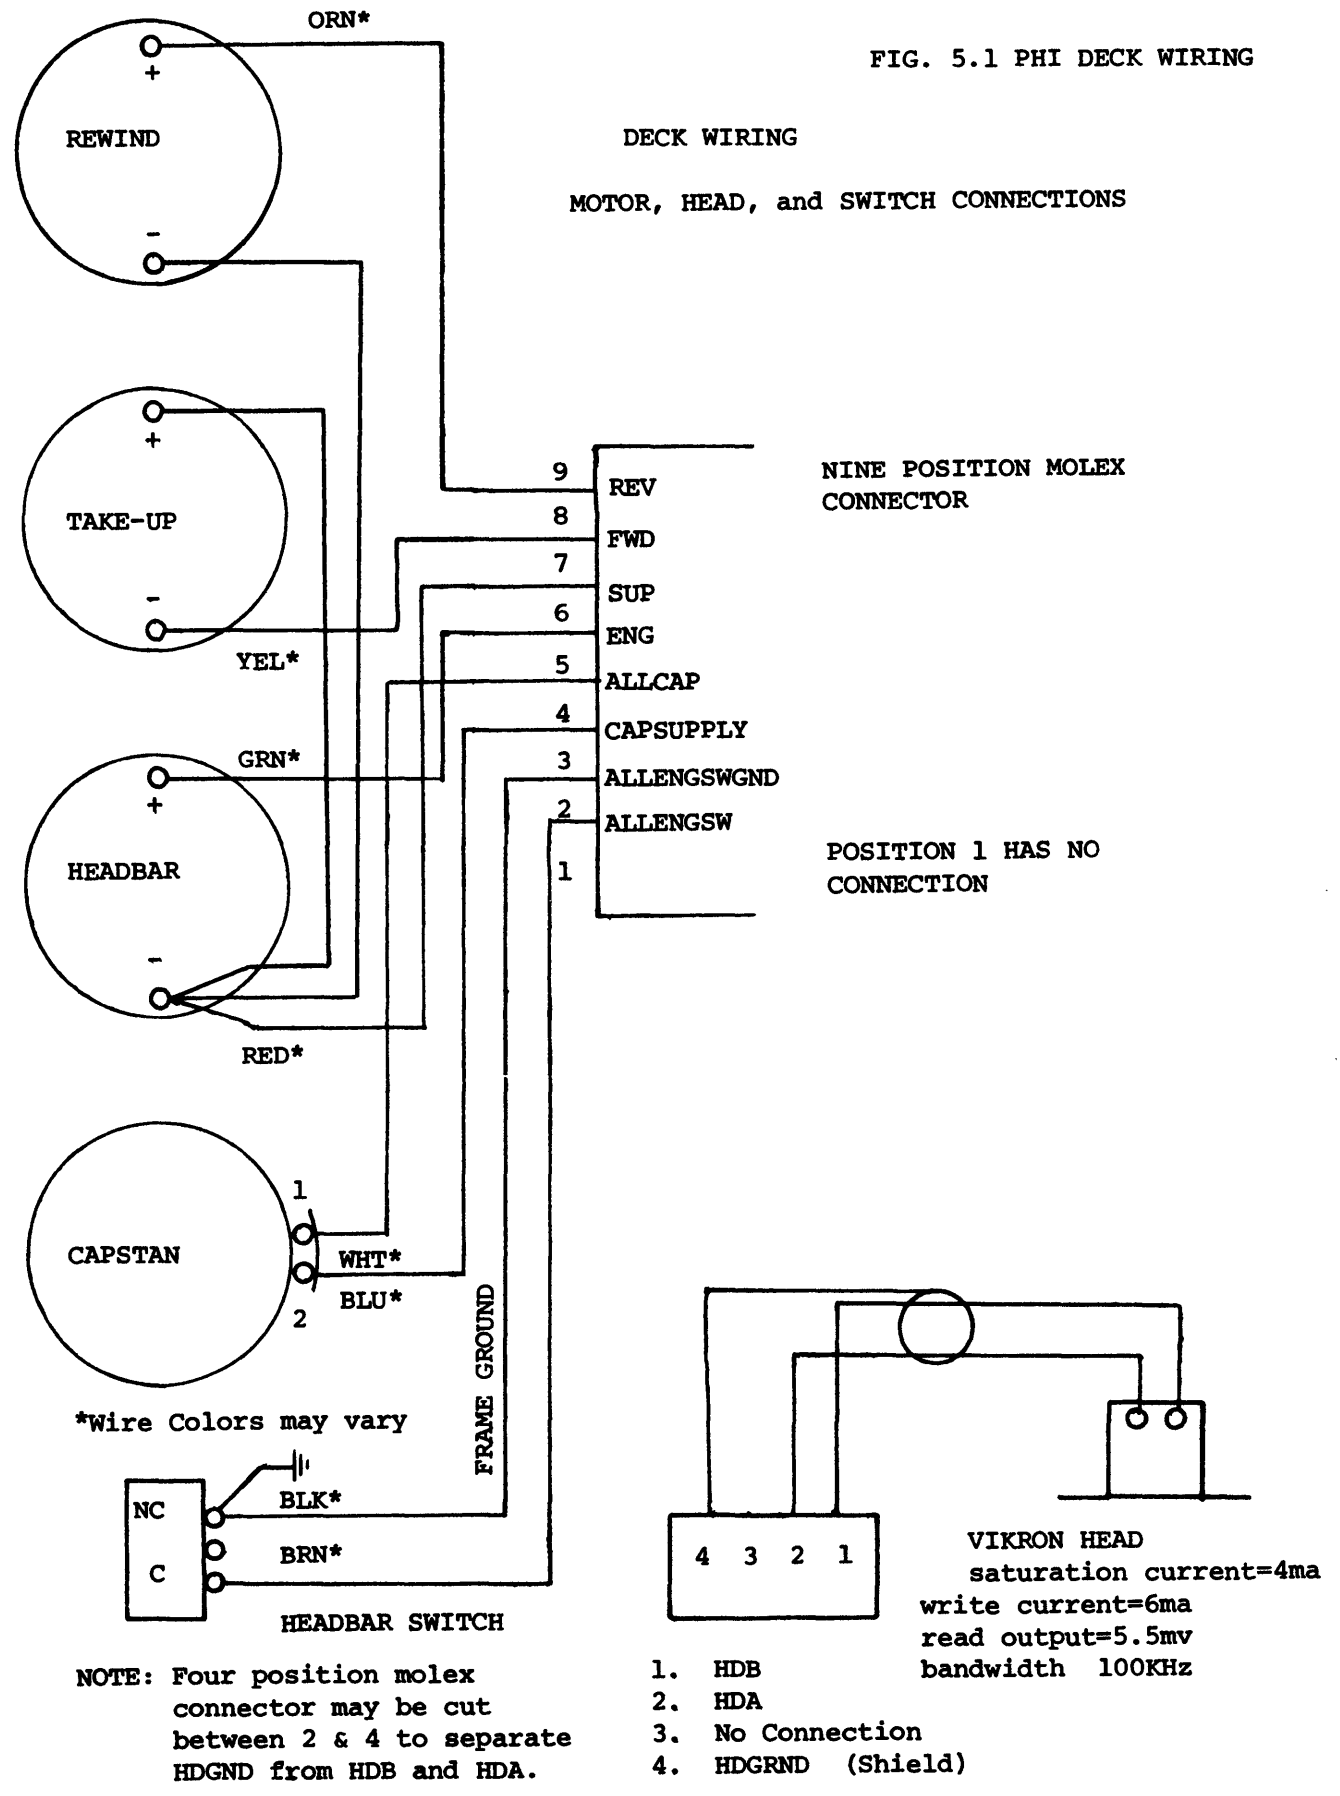 ORN*
FIG. 5.1 PHI DECK WIRING
+
REWIND
DECK WIRING
MOTOR, HEAD, and SWITCH CONNECTIONS
-
+
TAKE-UP
-
YEL*
9
REV
8
FWD
7
SUP
6
ENG
5
ALLCAP
4
CAPSUPPLY
3
ALLENGSWGND
2
ALLENGSW
1
NINE POSITION MOLEX
CONNECTOR
POSITION 1 HAS NO
CONNECTION
GRN*
+
HEADBAR
-
RED*
1
CAPSTAN
WHT*
BLU*
2
FRAME GROUND
*Wire Colors may vary
NC
BLK*
BRN*
C
HEADBAR SWITCH
NOTE: Four position molex
connector may be cut
between 2 & 4 to separate
HDGND from HDB and HDA.
4 3 2 1
VIKRON HEAD
saturation current=4ma
write current=6ma
read output=5.5mv
bandwidth 100KHz
1. HDB
2. HDA
3. No Connection
4. HDGRND (Shield)